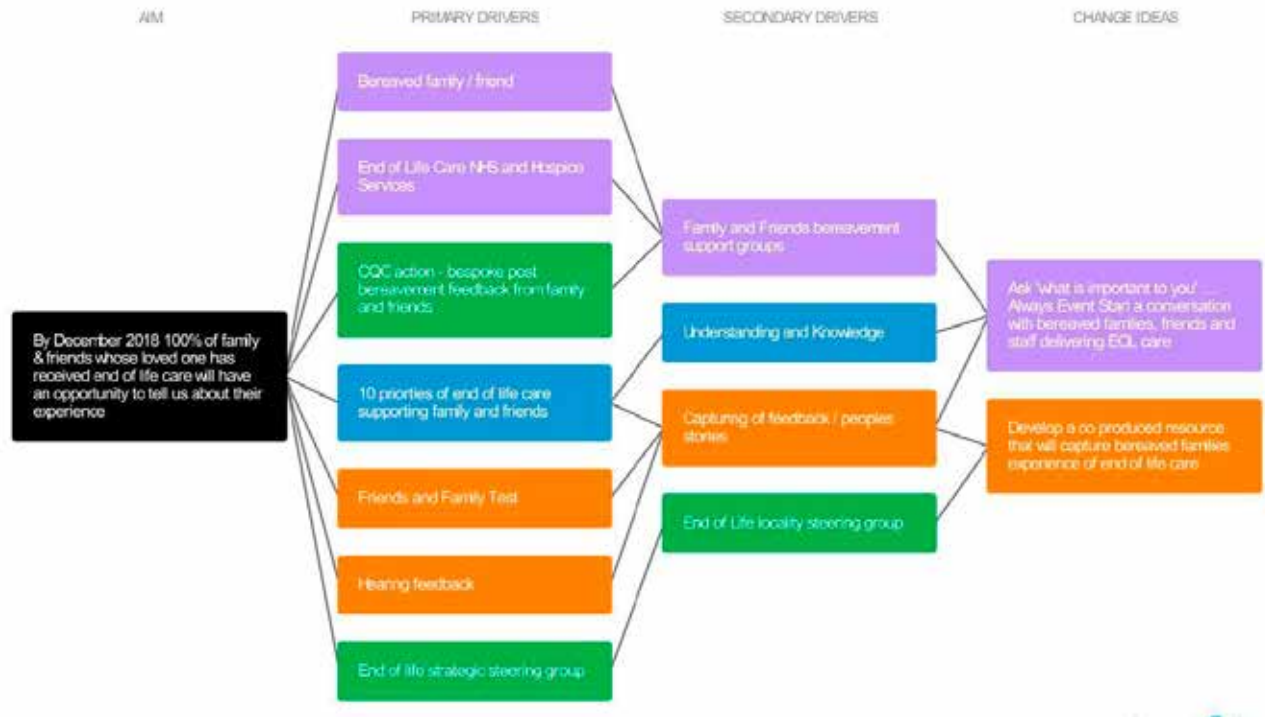 AIM
PRIMARY DRIVERS
SECONDARY DRIVERS
CHANGE IDEAS
By December 2018 100% of family
& friends whose loved one has
received end of life care will have
an opportunity to tell us about their
experience
Bereaved family / friend
End of Life Care NHS and Hospice
Services
CQC action - bespoke post
bereavement feedback from family
and friends
10 priorties of end of life care
supporting family and friends
Friends and Family Test
Hearing feedback
End of life strategic steering group
Family and Friends bereavement
support groups
Understanding and Knowledge
Capturing of feedback / peoples
stories
End of Life locality steering group
Ask 'what is important to you' ...
Always Event Start a conversation
with bereaved families, friends and
staff delivering EOL care
Develop a co produced resource
that will capture bereaved families
experience of end of life care